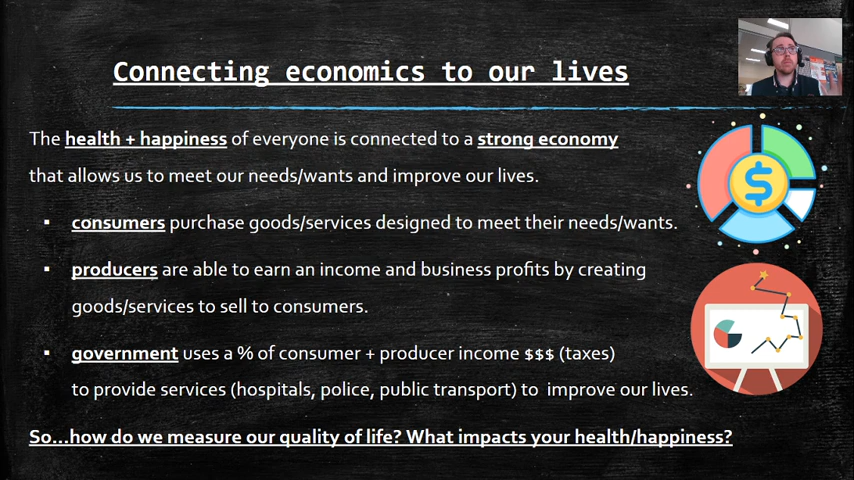 Connecting economics to our lives
The health + happiness of everyone is connected to a strong economy
that allows us to meet our needs/wants and improve our lives.
▪ consumers purchase goods/services designed to meet their needs/wants.
▪ producers are able to earn an income and business profits by creating
goods/services to sell to consumers.
▪ government uses a % of consumer + producer income $$$ (taxes)
to provide services (hospitals, police, public transport) to improve our lives.
So...how do we measure our quality of life? What impacts your health/happiness?
$